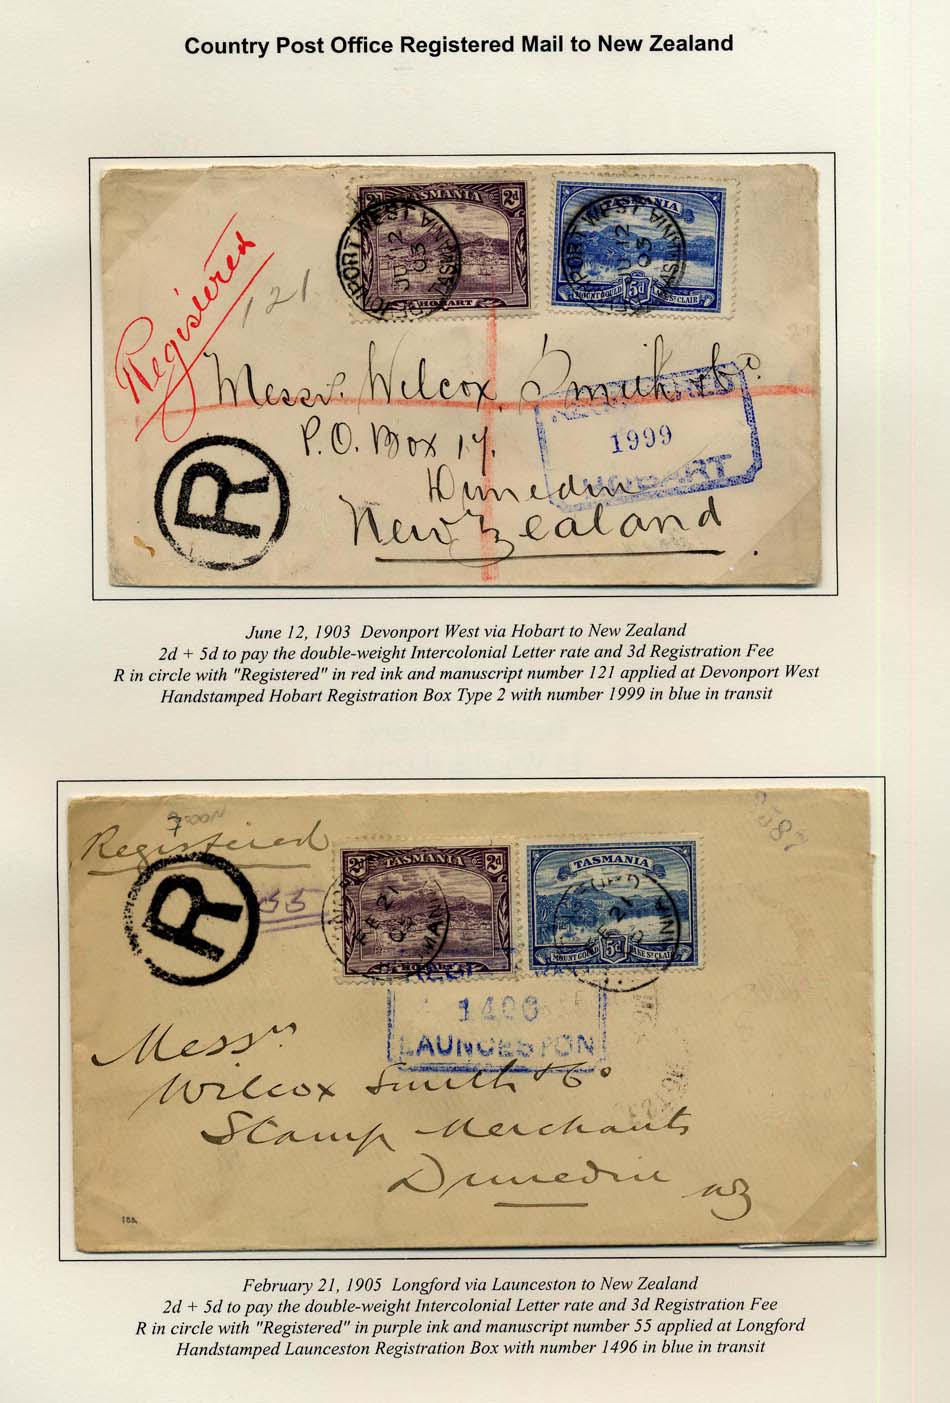 Country Post Office Registered Mail to New Zealand
TASMANIA
2d 2d
HOBART
TASMANIA
MOUNT GOULD 5d LAKE ST CLAIR
DEVONPORT WEST TASMANIA
JU 12
03
PORT WEST TASMANIA
JU 12
03
Registered
121
Messrs. Wilcox, Smith & Co.
P.O. Box 17.
Dunedin
New Zealand
REGISTERED
1999
HOBART
R
June 12, 1903 Devonport West via Hobart to New Zealand
2d + 5d to pay the double-weight Intercolonial Letter rate and 3d Registration Fee
R in circle with "Registered" in red ink and manuscript number 121 applied at Devonport West
Handstamped Hobart Registration Box Type 2 with number 1999 in blue in transit
Registered
R
55
2d TASMANIA 2d
HOBART
FE 21
TASMANIA
MOUNT GOULD 5d LAKE ST CLAIR
FE 21
1496
LAUNCESTON
Messrs
Wilcox Smith & Co
Stamp Merchants
Dunedin
NZ
February 21, 1905 Longford via Launceston to New Zealand
2d + 5d to pay the double-weight Intercolonial Letter rate and 3d Registration Fee
R in circle with "Registered" in purple ink and manuscript number 55 applied at Longford
Handstamped Launceston Registration Box with number 1496 in blue in transit